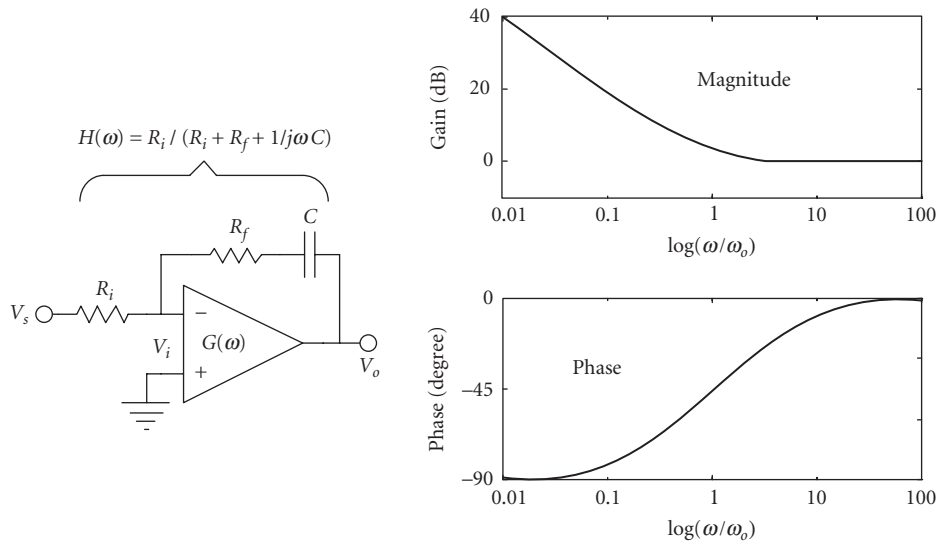 H(ω) = R_i / (R_i + R_f + 1/jωC)
R_f
C
R_i
V_s
−
V_i
G(ω)
+
V_o
40
20
0
Gain (dB)
Magnitude
0.01
0.1
1
10
100
log(ω/ω_o)
0
−45
−90
Phase (degree)
Phase
0.01
0.1
1
10
100
log(ω/ω_o)